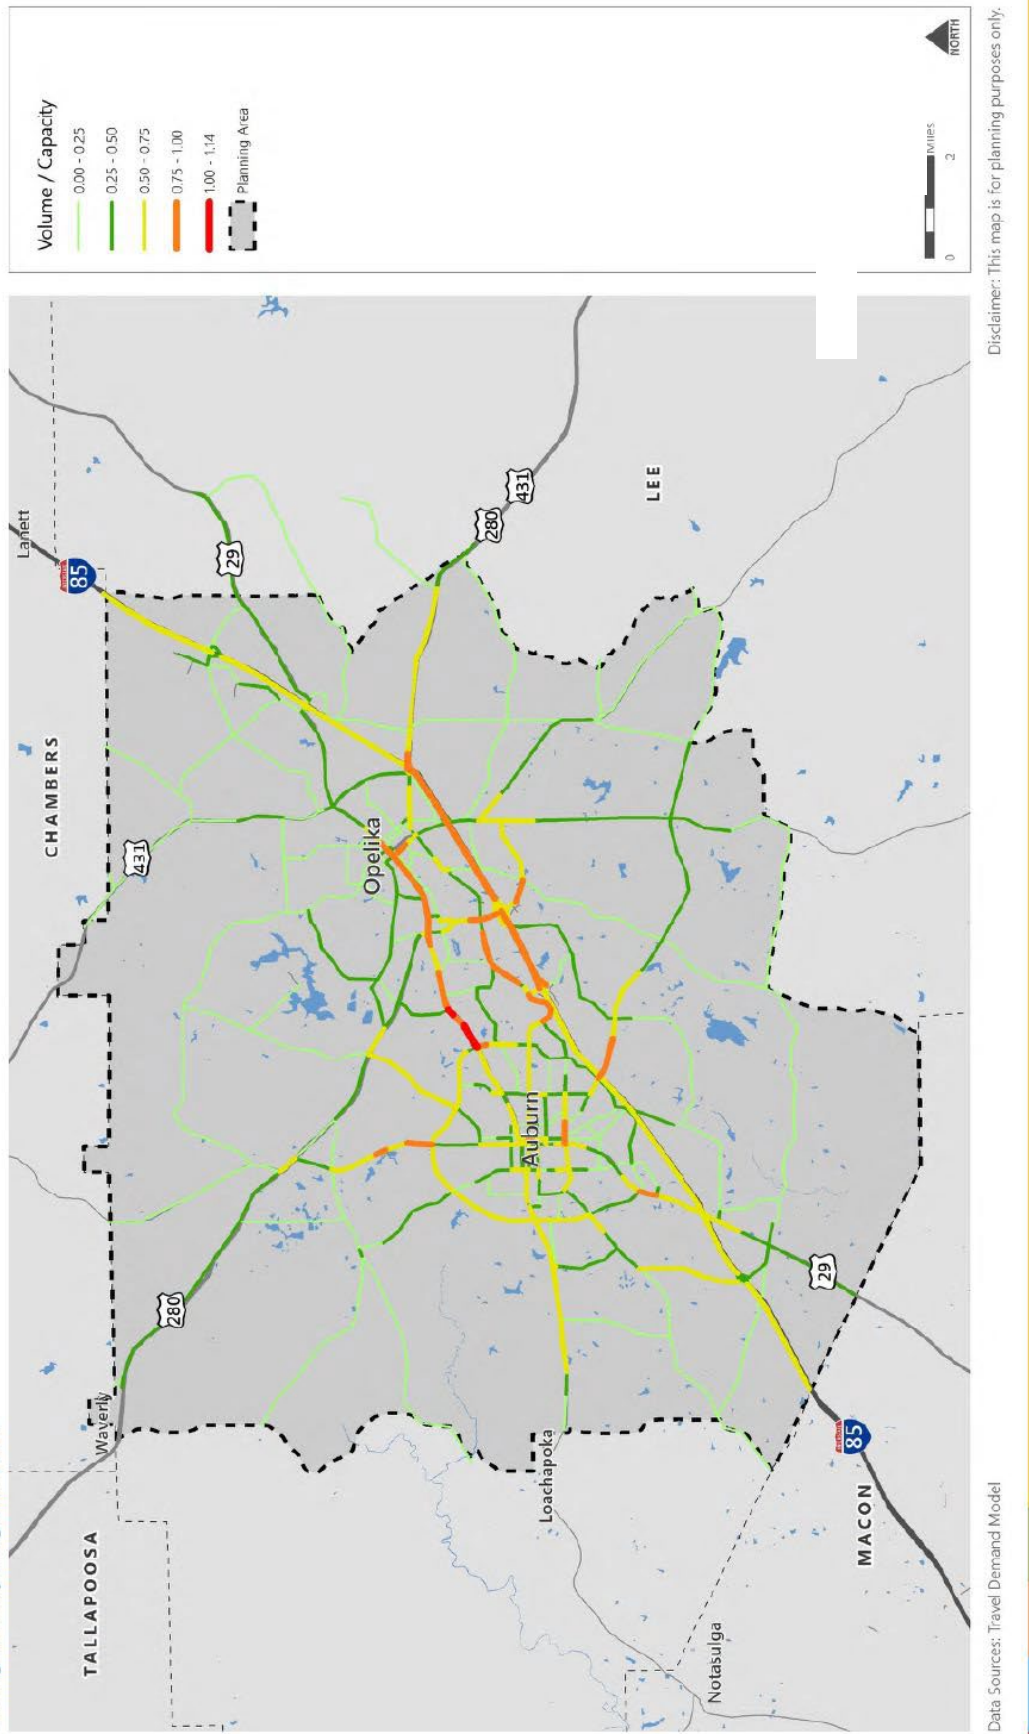 Volume / Capacity
0.00 - 0.25
0.25 - 0.50
0.50 - 0.75
0.75 - 1.00
1.00 - 1.14
Planning Area
0
2
Miles
NORTH
TALLAPOOSA
CHAMBERS
Lanett
85
Waverly
280
431
29
Opelika
280
431
LEE
Auburn
Loachapoka
29
85
MACON
Notasulga
Data Sources: Travel Demand Model
Disclaimer: This map is for planning purposes only.